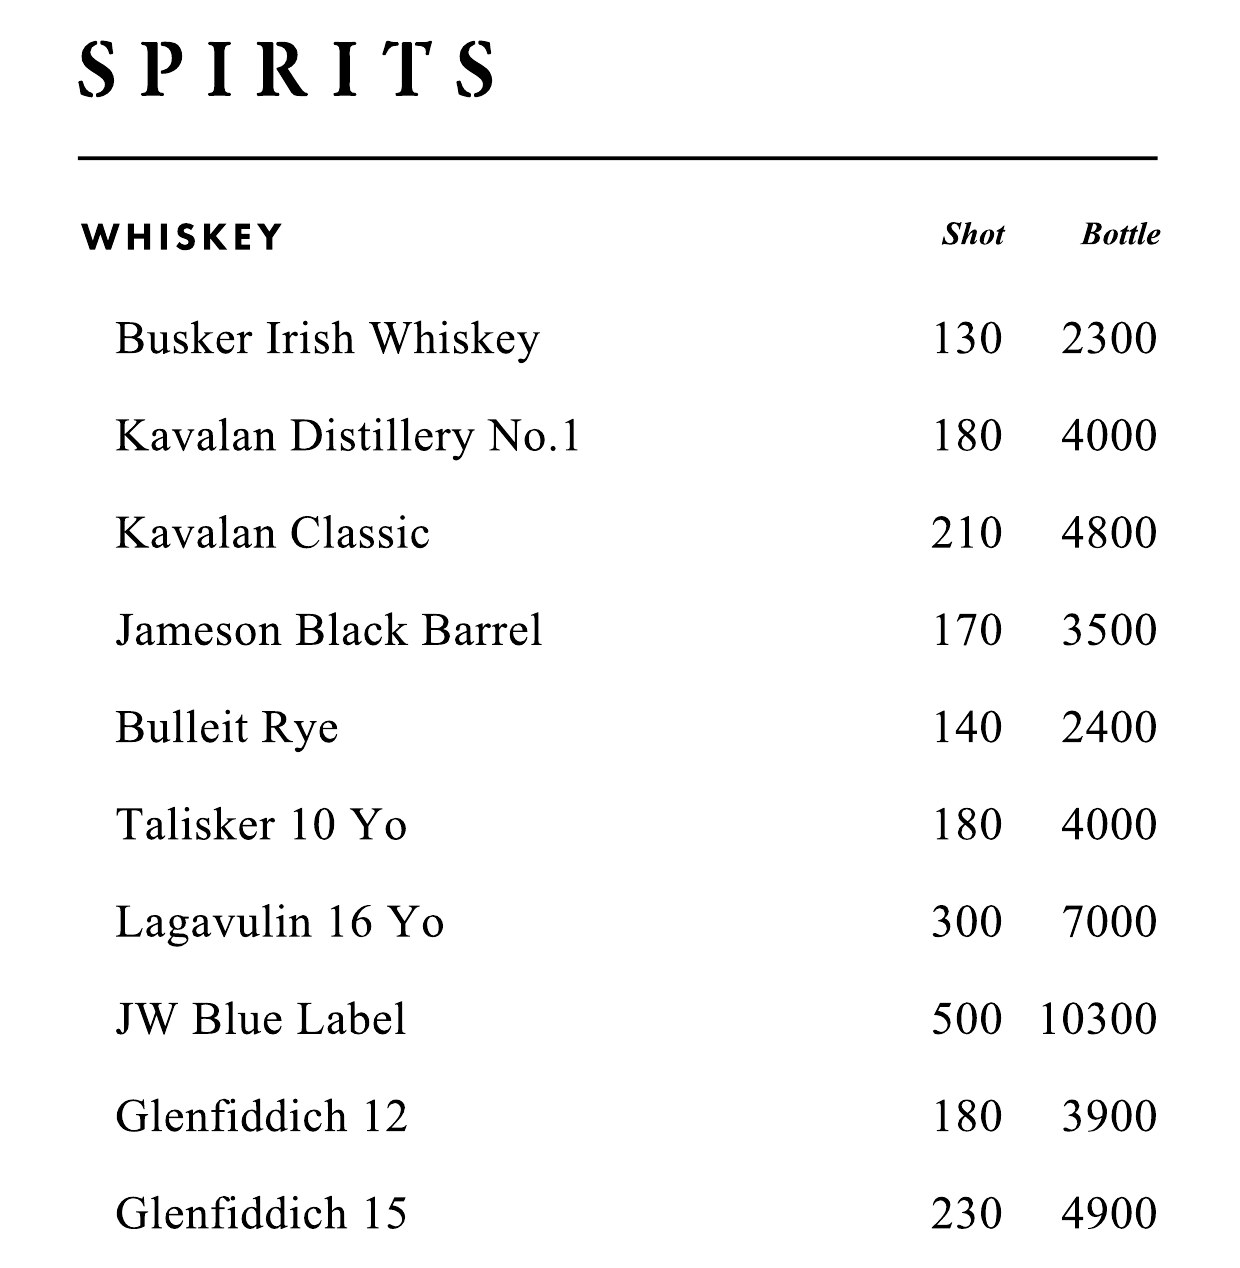 SPIRITS
WHISKEY Shot Bottle
Busker Irish Whiskey 130 2300
Kavalan Distillery No.1 180 4000
Kavalan Classic 210 4800
Jameson Black Barrel 170 3500
Bulleit Rye 140 2400
Talisker 10 Yo 180 4000
Lagavulin 16 Yo 300 7000
JW Blue Label 500 10300
Glenfiddich 12 180 3900
Glenfiddich 15 230 4900